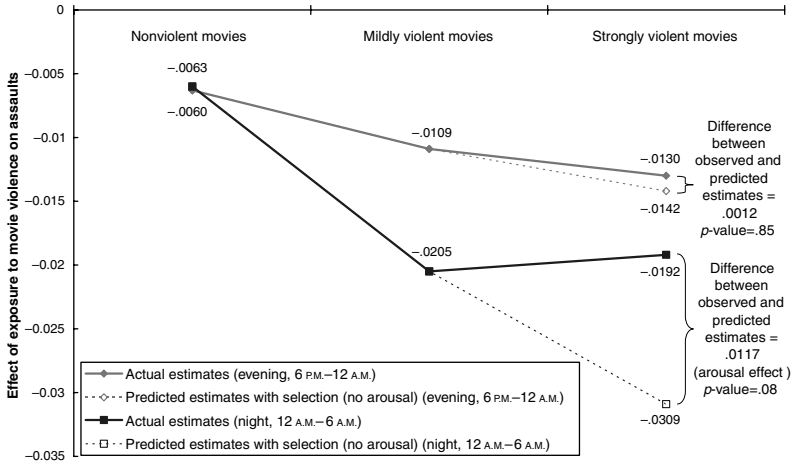 0
Nonviolent movies
Mildly violent movies
Strongly violent movies
−.0063
−0.005
−.0060
−0.01
−.0109
−.0130
−0.015
−.0142
−0.02
−.0205
−.0192
−0.025
−0.03
−.0309
−0.035
Effect of exposure to movie violence on assaults
Difference
between
observed and
predicted
estimates =
.0012
p-value=.85
Difference
between
observed and
predicted
estimates =
.0117
(arousal effect )
p-value=.08
Actual estimates (evening, 6 P.M.–12 A.M.)
Predicted estimates with selection (no arousal) (evening, 6 P.M.–12 A.M.)
Actual estimates (night, 12 A.M.–6 A.M.)
Predicted estimates with selection (no arousal) (night, 12 A.M.–6 A.M.)